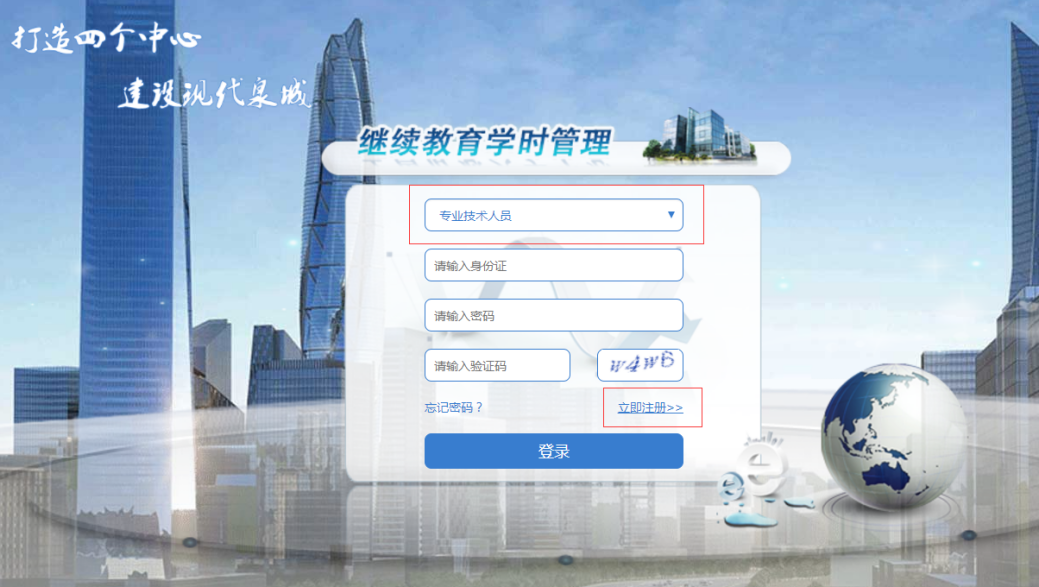 打造四个中心
建设现代泉城
继续教育学时管理
专业技术人员
请输入身份证
请输入密码
请输入验证码
w4w6
忘记密码？
立即注册>>
登录